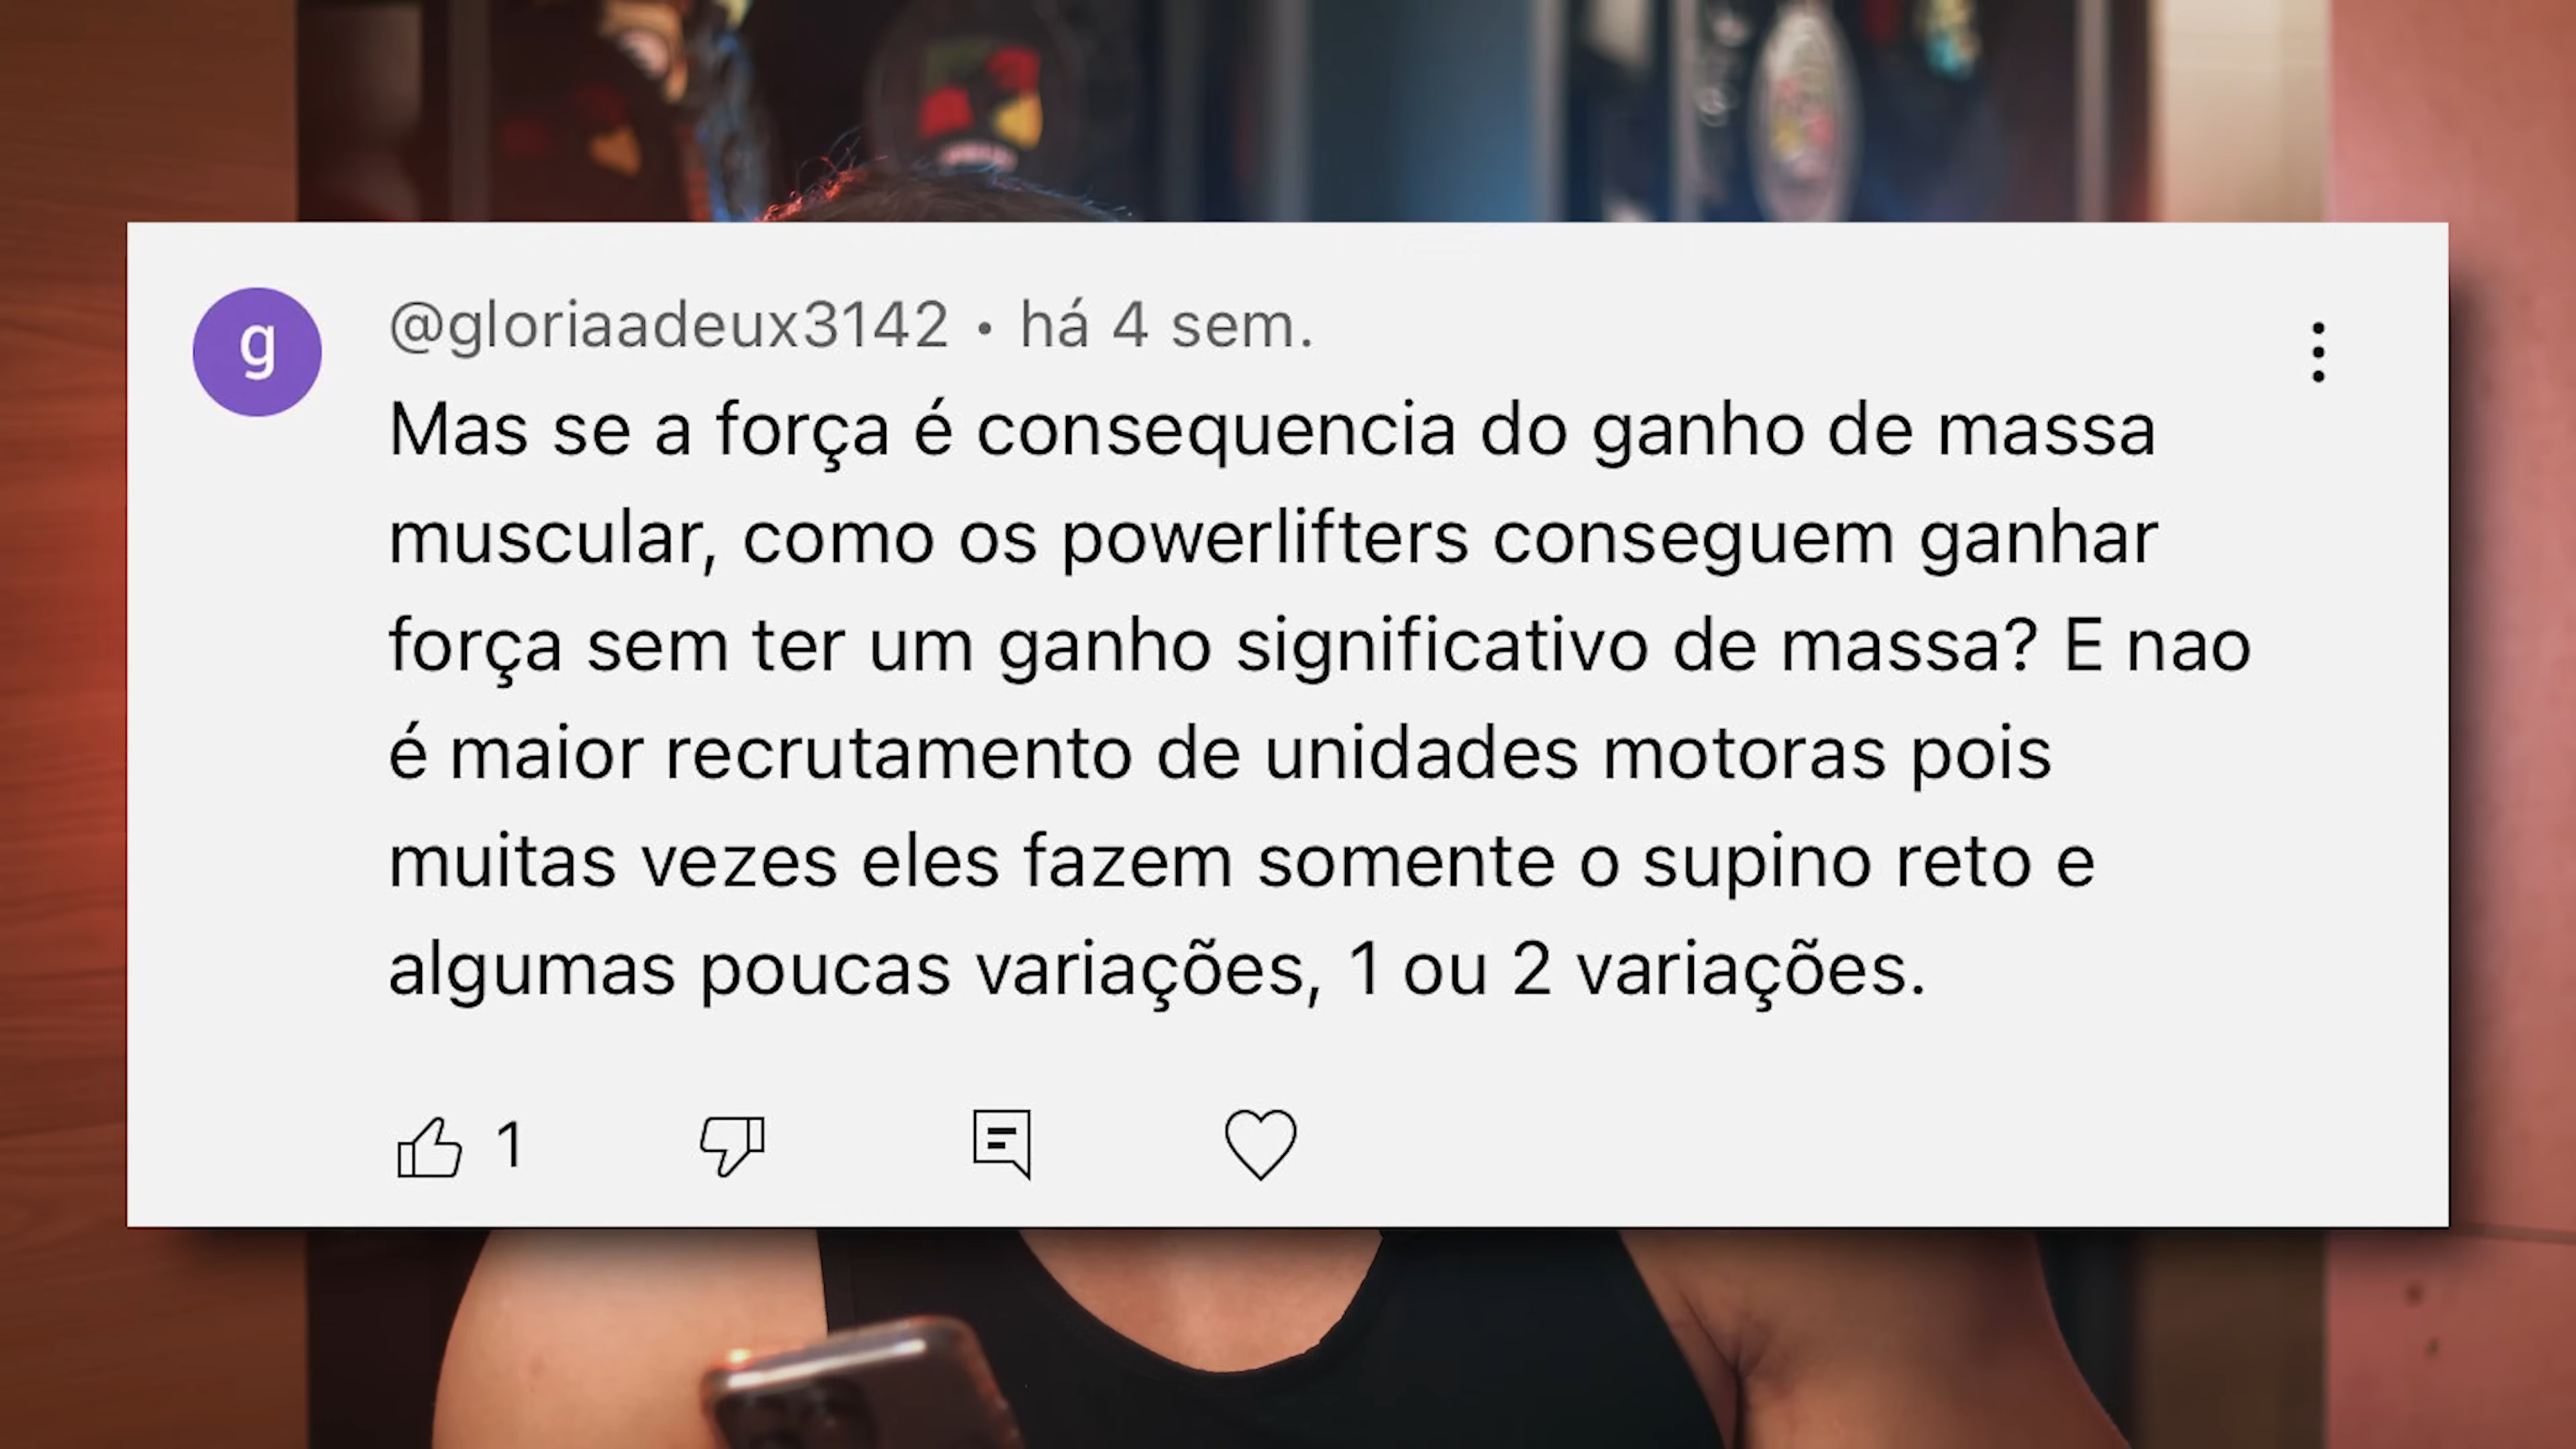 g
@gloriaadeux3142 • há 4 sem.
Mas se a força é consequencia do ganho de massa
muscular, como os powerlifters conseguem ganhar
força sem ter um ganho significativo de massa? E nao
é maior recrutamento de unidades motoras pois
muitas vezes eles fazem somente o supino reto e
algumas poucas variações, 1 ou 2 variações.
1